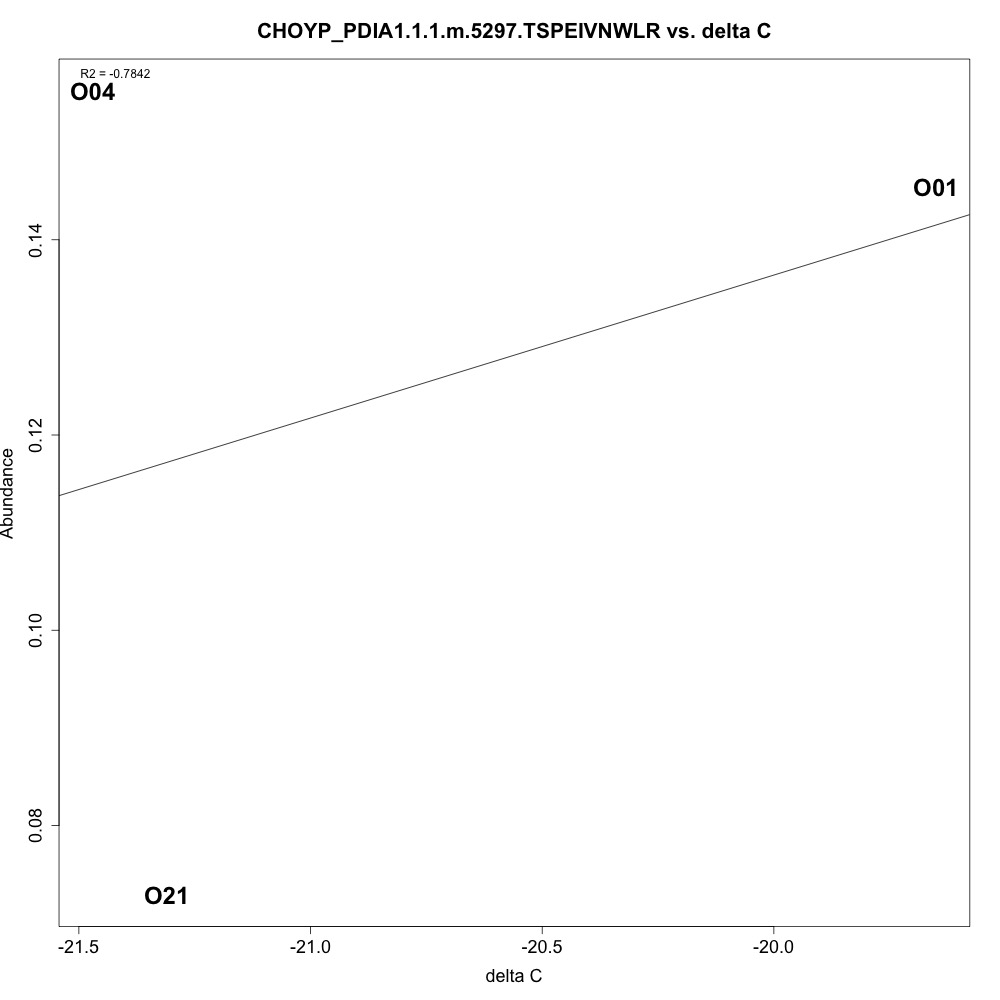 CHOYP_PDIA1.1.1.m.5297.TSPEIVNWLR vs. delta C
R2 = -0.7842
O04
O01
0.14
0.12
Abundance
0.10
0.08
O21
-21.5 -21.0 -20.5 -20.0
delta C